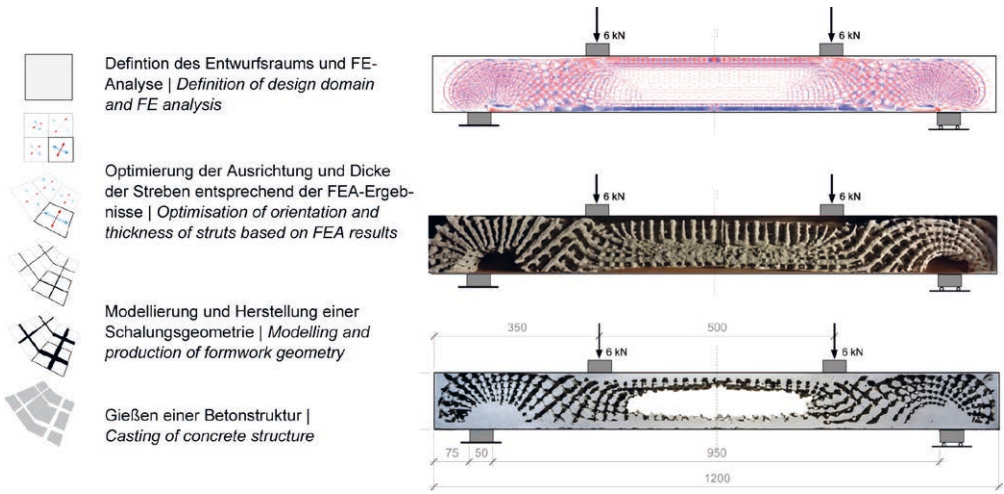 Defintion des Entwurfsraums und FE-
Analyse | Definition of design domain
and FE analysis
Optimierung der Ausrichtung und Dicke
der Streben entsprechend der FEA-Ergeb-
nisse | Optimisation of orientation and
thickness of struts based on FEA results
Modellierung und Herstellung einer
Schalungsgeometrie | Modelling and
production of formwork geometry
Gießen einer Betonstruktur |
Casting of concrete structure
6 kN
6 kN
6 kN
6 kN
350
500
6 kN
6 kN
75
50
950
1200